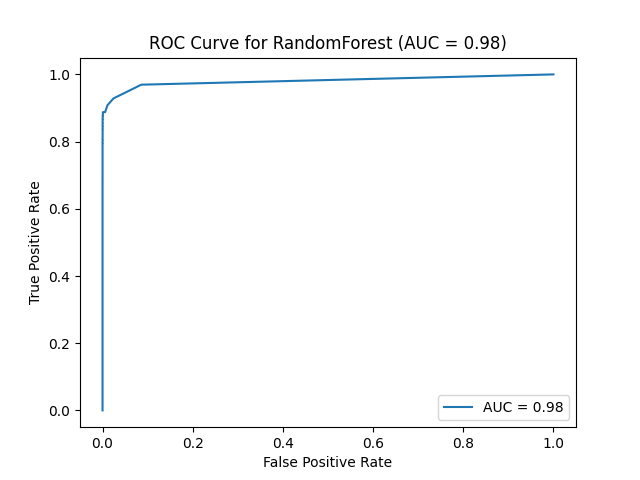 ROC Curve for RandomForest (AUC = 0.98)
1.0
0.8
0.6
0.4
0.2
0.0
True Positive Rate
AUC = 0.98
0.0 0.2 0.4 0.6 0.8 1.0
False Positive Rate